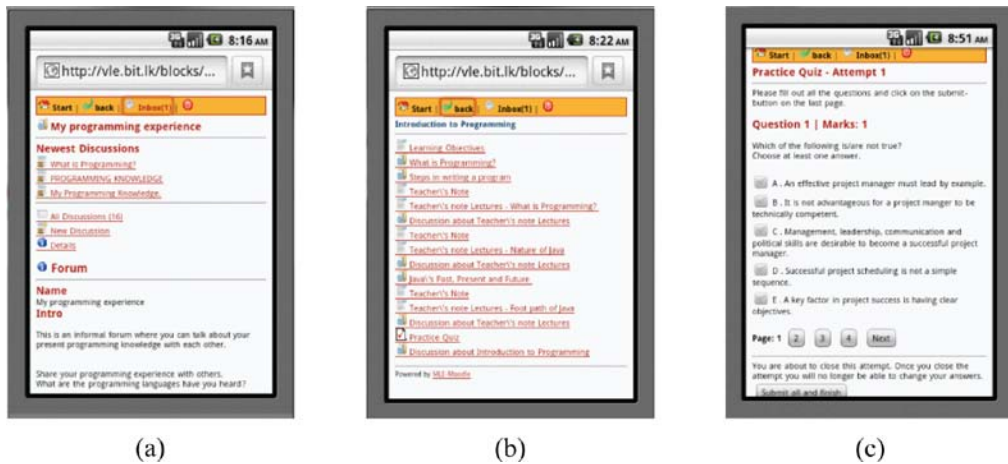 8:16 AM
http://vle.bit.lk/blocks/...
Start | back | Inbox(1) |
My programming experience
Newest Discussions
What is Programming?
PROGRAMMING KNOWLEDGE
My Programming Knowledge.
All Discussions (16)
New Discussion
Details
Forum
Name
My programming experience
Intro
This is an informal forum where you can talk about your
present programming knowledge with each other.
Share your programming experience with others.
What are the programming languages have you heard?
(a)
8:22 AM
http://vle.bit.lk/blocks/...
Start | back | Inbox(1) |
Introduction to Programming
Learning Objectives
What is Programming?
Steps in writing a program
Teacher\'s Note
Teacher\'s note Lectures - What is Programming?
Discussion about Teacher\'s note Lectures
Teacher\'s Note
Teacher\'s note Lectures - Nature of Java
Discussion about Teacher\'s note Lectures
Java\'s Past, Present and Future
Teacher\'s Note
Teacher\'s note Lectures - Foot path of Java
Discussion about Teacher\'s note Lectures
Practice Quiz
Discussion about Introduction to Programming
Powered by MLE-Moodle
(b)
8:51 AM
Start | back | Inbox(1) |
Practice Quiz - Attempt 1
Please fill out all the questions and click on the submit-
button on the last page.
Question 1 | Marks: 1
Which of the following is/are not true?
Choose at least one answer.
A . An effective project manager must lead by example.
B . It is not advantageous for a project manger to be
technically competent.
C . Management, leadership, communication and
political skills are desirable to become a successful project
manager.
D . Successful project scheduling is not a simple
sequence.
E . A key factor in project success is having clear
objectives.
Page: 1 2 3 4 Next
You are about to close this attempt. Once you close the
attempt you will no longer be able to change your answers.
Submit all and finish
(c)